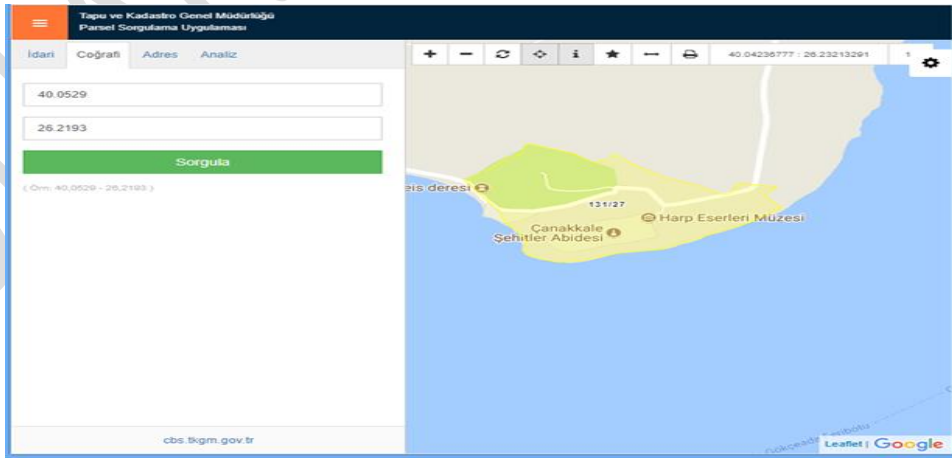 Tapu ve Kadastro Genel Müdürlüğü
Parsel Sorgulama Uygulaması
İdari Coğrafi Adres Analiz
40.04236777 : 26.23213291
40.0529
26.2193
Sorgula
( Örn: 40,0529 - 26,2193 )
eis deresi
131/27
Harp Eserleri Müzesi
Çanakkale
Şehitler Abidesi
cbs.tkgm.gov.tr
Leaflet | Google